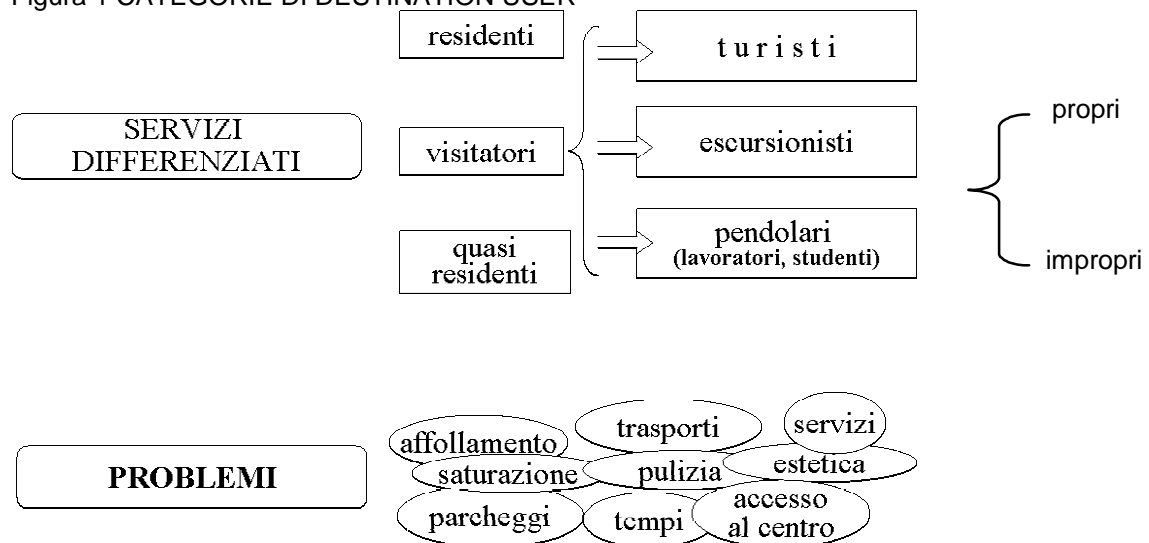 Figura 1 CATEGORIE DI DESTINATION USER
residenti
turisti
SERVIZI
DIFFERENZIATI
visitatori
escursionisti
propri
quasi
residenti
pendolari
(lavoratori, studenti)
impropri
PROBLEMI
affollamento
trasporti
servizi
saturazione
pulizia
estetica
parcheggi
tempi
accesso
al centro